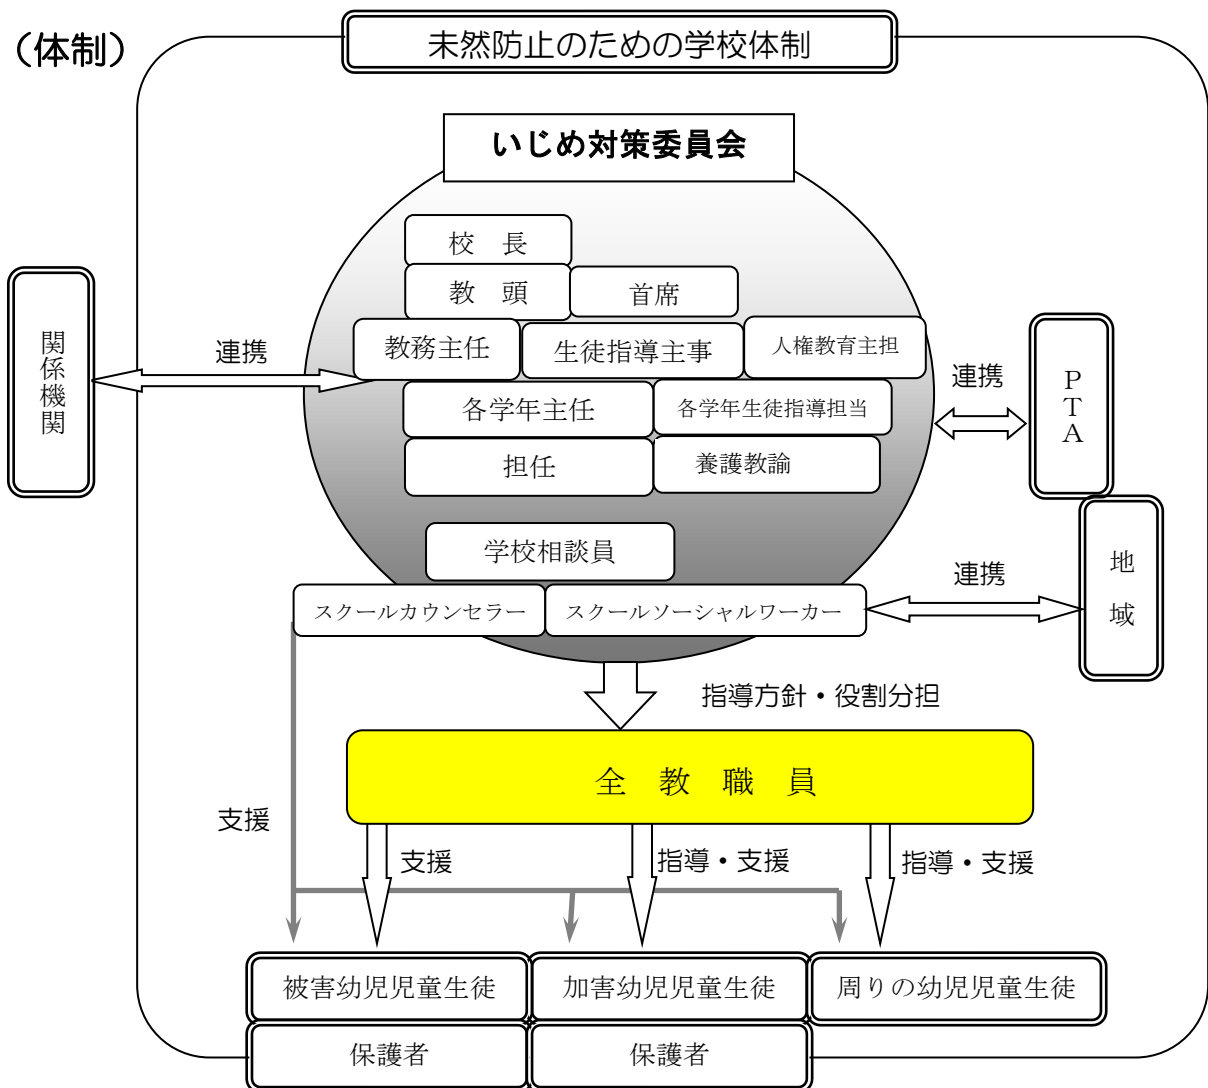 （体制）
未然防止のための学校体制
いじめ対策委員会
校　長
教　頭
首席
教務主任
生徒指導主事
人権教育主担
各学年主任
各学年生徒指導担当
担任
養護教諭
学校相談員
スクールカウンセラー
スクールソーシャルワーカー
関係機関
連携
連携
PTA
連携
地域
指導方針・役割分担
全　教　職　員
支援
支援
指導・支援
指導・支援
被害幼児児童生徒
加害幼児児童生徒
周りの幼児児童生徒
保護者
保護者